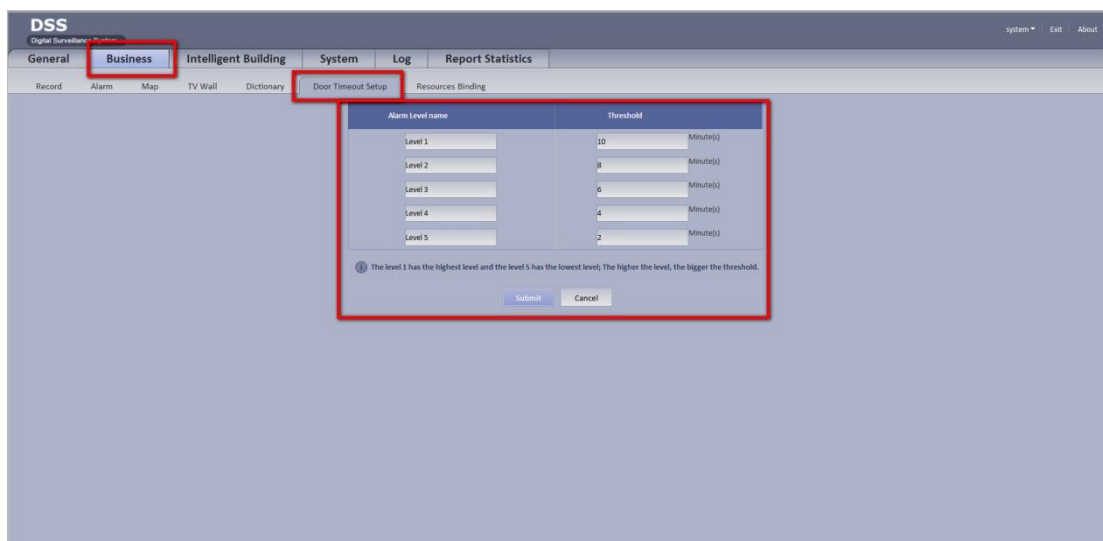 DSS
system Exit About
Digital Surveillance System
General Business Intelligent Building System Log Report Statistics
Record Alarm Map TV Wall Dictionary Door Timeout Setup Resources Binding
Alarm Level name Threshold
Level 1 10 Minute(s)
Level 2 8 Minute(s)
Level 3 6 Minute(s)
Level 4 4 Minute(s)
Level 5 2 Minute(s)
The level 1 has the highest level and the level 5 has the lowest level; The higher the level, the bigger the threshold.
Submit Cancel